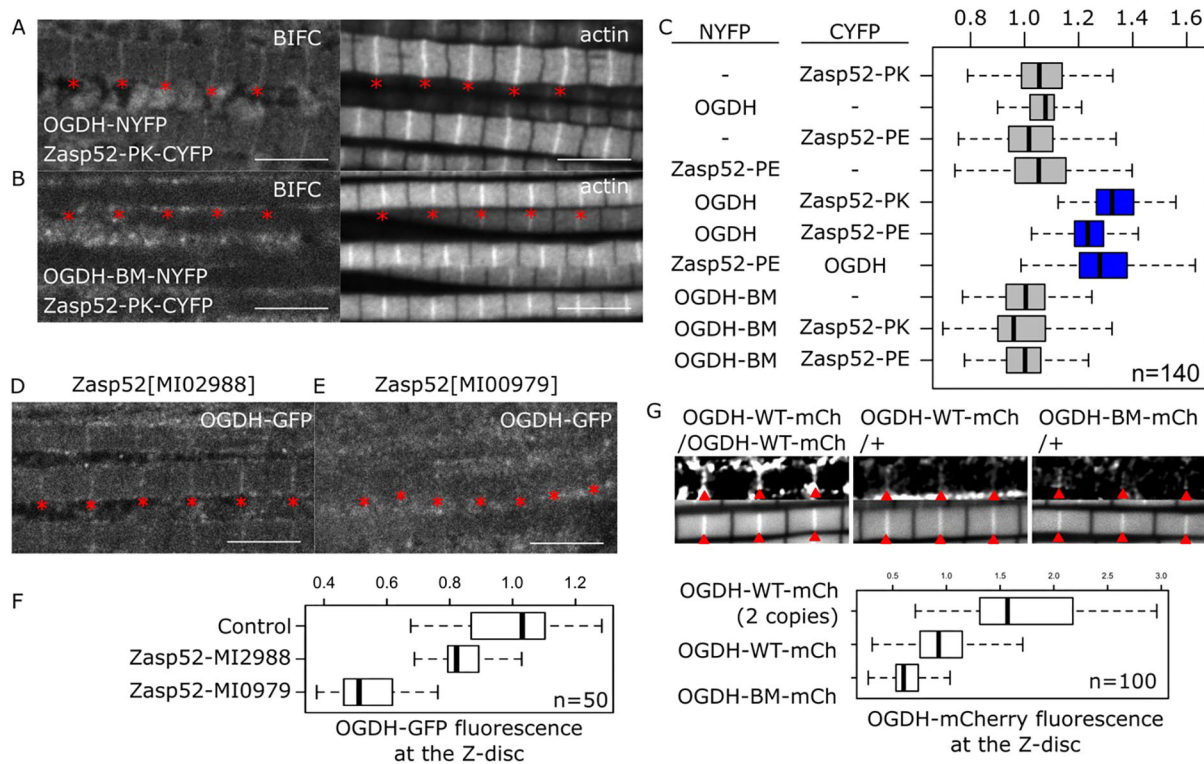 A
BIFC
actin
OGDH-NYFP
Zasp52-PK-CYFP
B
BIFC
actin
OGDH-BM-NYFP
Zasp52-PK-CYFP
C
NYFP CYFP
0.8 1.0 1.2 1.4 1.6
- Zasp52-PK
OGDH -
- Zasp52-PE
Zasp52-PE -
OGDH Zasp52-PK
OGDH Zasp52-PE
Zasp52-PE OGDH
OGDH-BM -
OGDH-BM Zasp52-PK
OGDH-BM Zasp52-PE
n=140
D Zasp52[MI02988]
OGDH-GFP
E Zasp52[MI00979]
OGDH-GFP
F
0.4 0.6 0.8 1.0 1.2
Control
Zasp52-MI2988
Zasp52-MI0979
n=50
OGDH-GFP fluorescence
at the Z-disc
G
OGDH-WT-mCh
/OGDH-WT-mCh
OGDH-WT-mCh
/+
OGDH-BM-mCh
/+
0.5 1.0 1.5 2.0 2.5 3.0
OGDH-WT-mCh
(2 copies)
OGDH-WT-mCh
OGDH-BM-mCh
n=100
OGDH-mCherry fluorescence
at the Z-disc